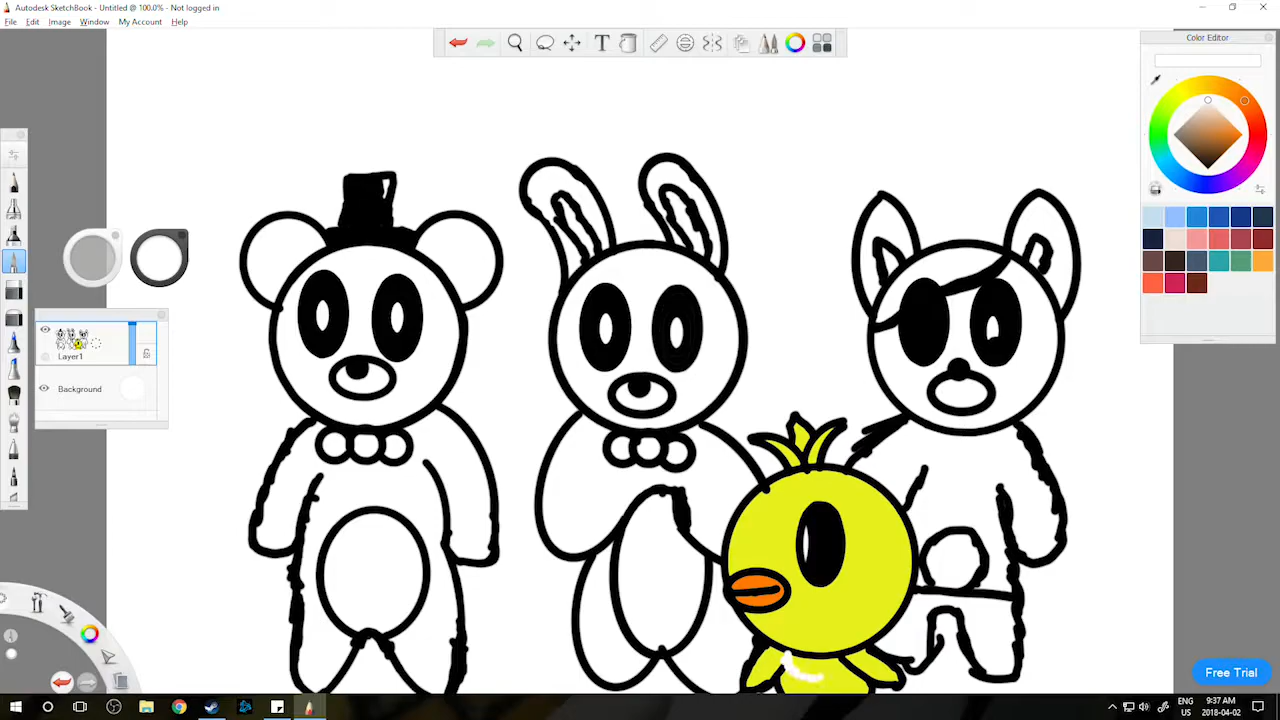 Autodesk SketchBook - Untitled @ 100.0% - Not logged in
File Edit Image Window My Account Help
T
Color Editor
Layer1
Background
Free Trial
ENG 9:37 AM
US 2018-04-02